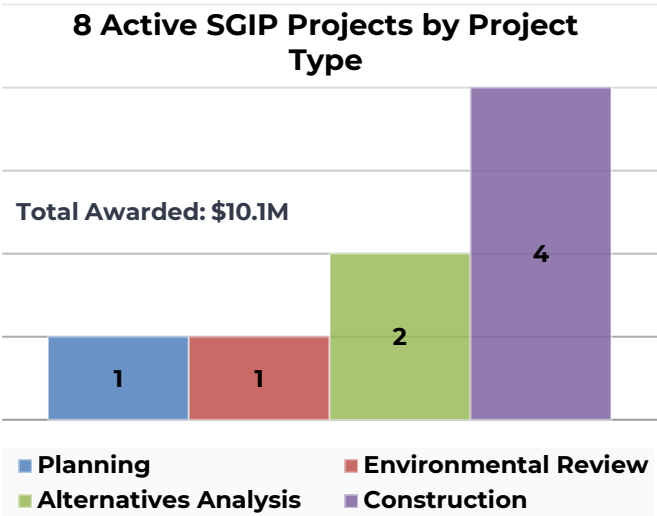 8 Active SGIP Projects by Project
Type
Total Awarded: $10.1M
4
2
1
1
Planning
Environmental Review
Alternatives Analysis
Construction